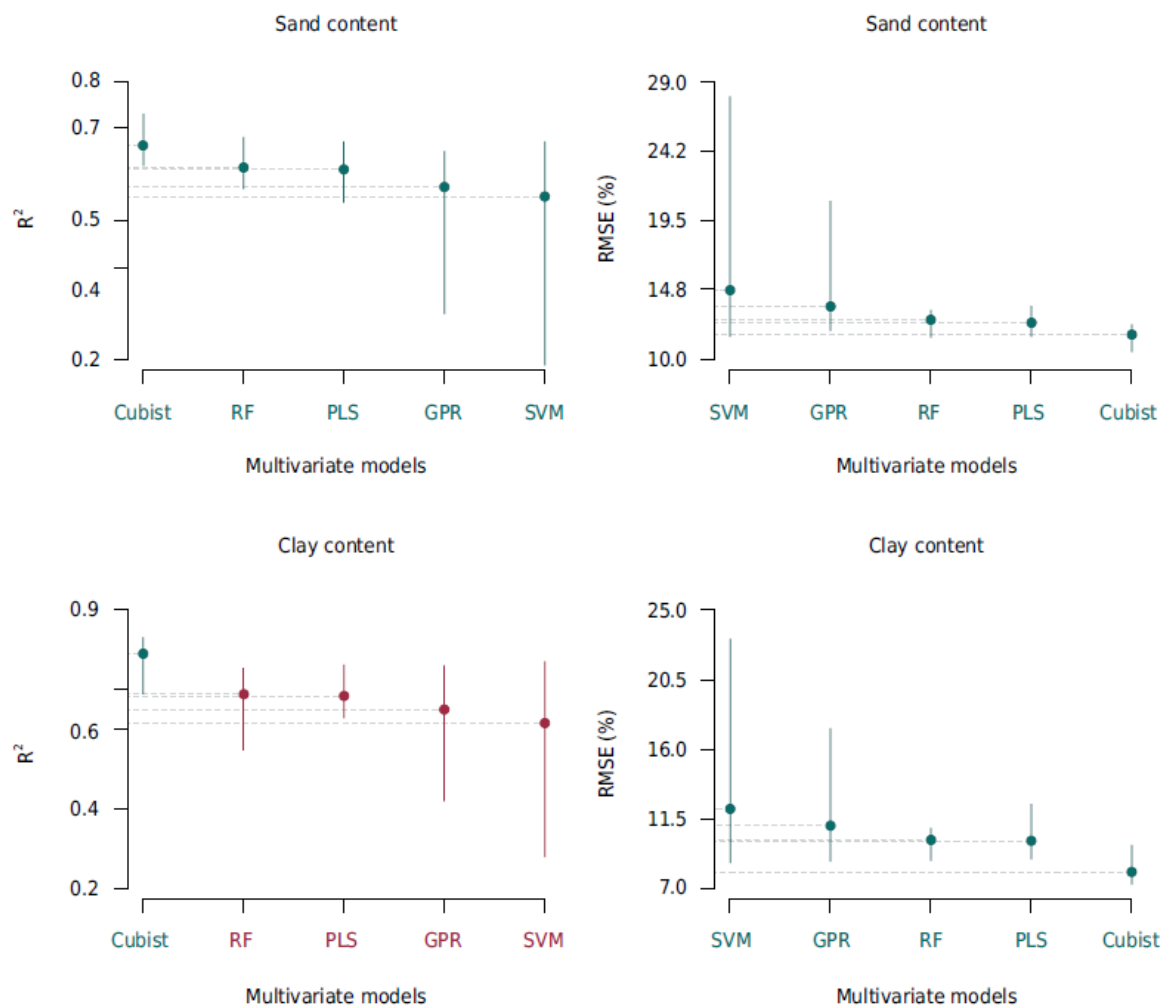 Sand content
R²
0.8
0.7
0.5
0.4
0.2
Cubist RF PLS GPR SVM
Multivariate models
Sand content
RMSE (%)
29.0
24.2
19.5
14.8
10.0
SVM GPR RF PLS Cubist
Multivariate models
Clay content
R²
0.9
0.6
0.4
0.2
Cubist RF PLS GPR SVM
Multivariate models
Clay content
RMSE (%)
25.0
20.5
16.0
11.5
7.0
SVM GPR RF PLS Cubist
Multivariate models